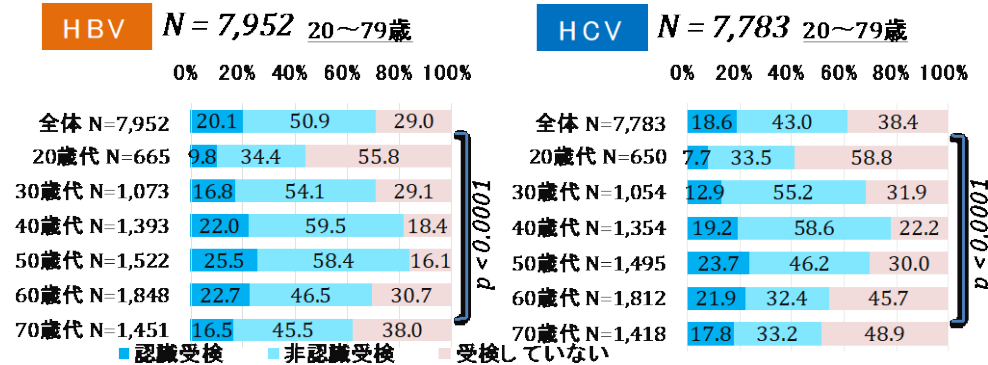 HBV N = 7,952 20～79歳
0% 20% 40% 60% 80% 100%
全体 N=7,952 20.1 50.9 29.0
20歳代 N=665 9.8 34.4 55.8
30歳代 N=1,073 16.8 54.1 29.1
40歳代 N=1,393 22.0 59.5 18.4
50歳代 N=1,522 25.5 58.4 16.1
60歳代 N=1,848 22.7 46.5 30.7
70歳代 N=1,451 16.5 45.5 38.0
p < 0.0001
HCV N = 7,783 20～79歳
0% 20% 40% 60% 80% 100%
全体 N=7,783 18.6 43.0 38.4
20歳代 N=650 7.7 33.5 58.8
30歳代 N=1,054 12.9 55.2 31.9
40歳代 N=1,354 19.2 58.6 22.2
50歳代 N=1,495 23.7 46.2 30.0
60歳代 N=1,812 21.9 32.4 45.7
70歳代 N=1,418 17.8 33.2 48.9
p < 0.0001
認識受検 非認識受検 受検していない